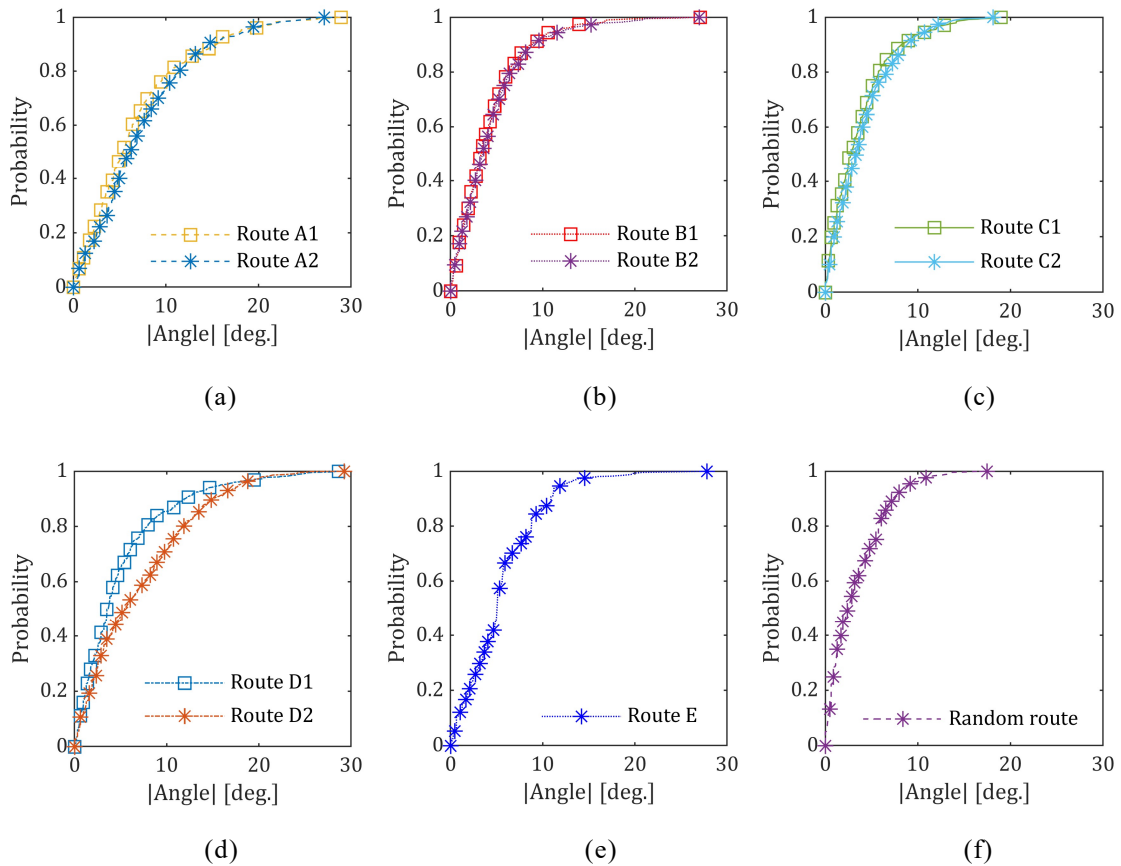 1
0.8
0.6
0.4
0.2
0
Probability
Route A1
Route A2
0 10 20 30
|Angle| [deg.]
(a)
1
0.8
0.6
0.4
0.2
0
Probability
Route B1
Route B2
0 10 20 30
|Angle| [deg.]
(b)
1
0.8
0.6
0.4
0.2
0
Probability
Route C1
Route C2
0 10 20 30
|Angle| [deg.]
(c)
1
0.8
0.6
0.4
0.2
0
Probability
Route D1
Route D2
0 10 20 30
|Angle| [deg.]
(d)
1
0.8
0.6
0.4
0.2
0
Probability
Route E
0 10 20 30
|Angle| [deg.]
(e)
1
0.8
0.6
0.4
0.2
0
Probability
Random route
0 10 20 30
|Angle| [deg.]
(f)